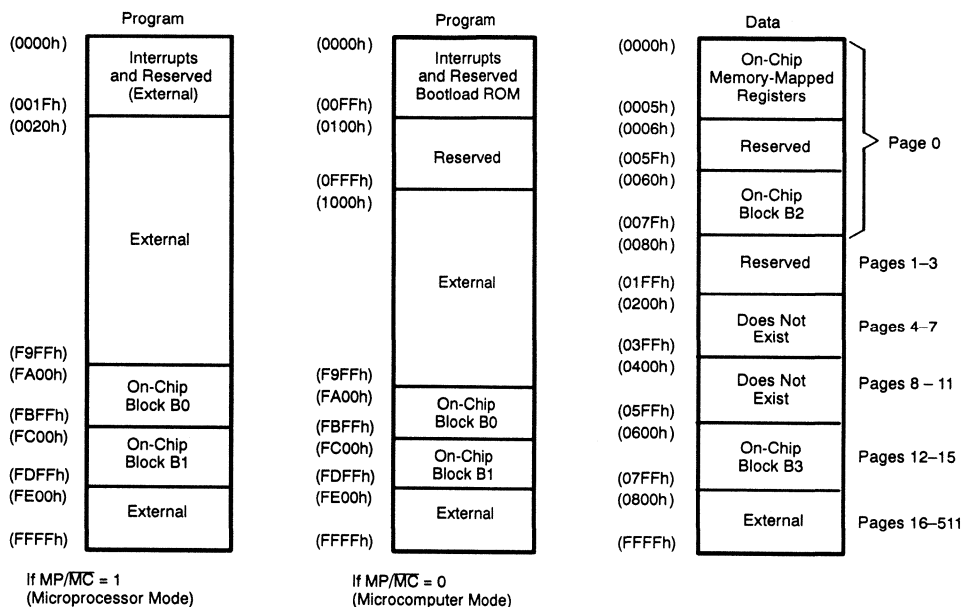 Program
(0000h)
Interrupts
and Reserved
(External)
(001Fh)
(0020h)
External
(F9FFh)
(FA00h)
On-Chip
Block B0
(FBFFh)
(FC00h)
On-Chip
Block B1
(FDFFh)
(FE00h)
External
(FFFFh)
If MP/M̅C̅ = 1
(Microprocessor Mode)
Program
(0000h)
Interrupts
and Reserved
Bootload ROM
(00FFh)
(0100h)
Reserved
(0FFFh)
(1000h)
External
(F9FFh)
(FA00h)
On-Chip
Block B0
(FBFFh)
(FC00h)
On-Chip
Block B1
(FDFFh)
(FE00h)
External
(FFFFh)
If MP/M̅C̅ = 0
(Microcomputer Mode)
Data
(0000h)
On-Chip
Memory-Mapped
Registers
(0005h)
(0006h)
Reserved
(005Fh)
(0060h)
On-Chip
Block B2
(007Fh)
Page 0
(0080h)
Reserved
Pages 1–3
(01FFh)
(0200h)
Does Not
Exist
Pages 4–7
(03FFh)
(0400h)
Does Not
Exist
Pages 8 – 11
(05FFh)
(0600h)
On-Chip
Block B3
Pages 12–15
(07FFh)
(0800h)
External
Pages 16–511
(FFFFh)